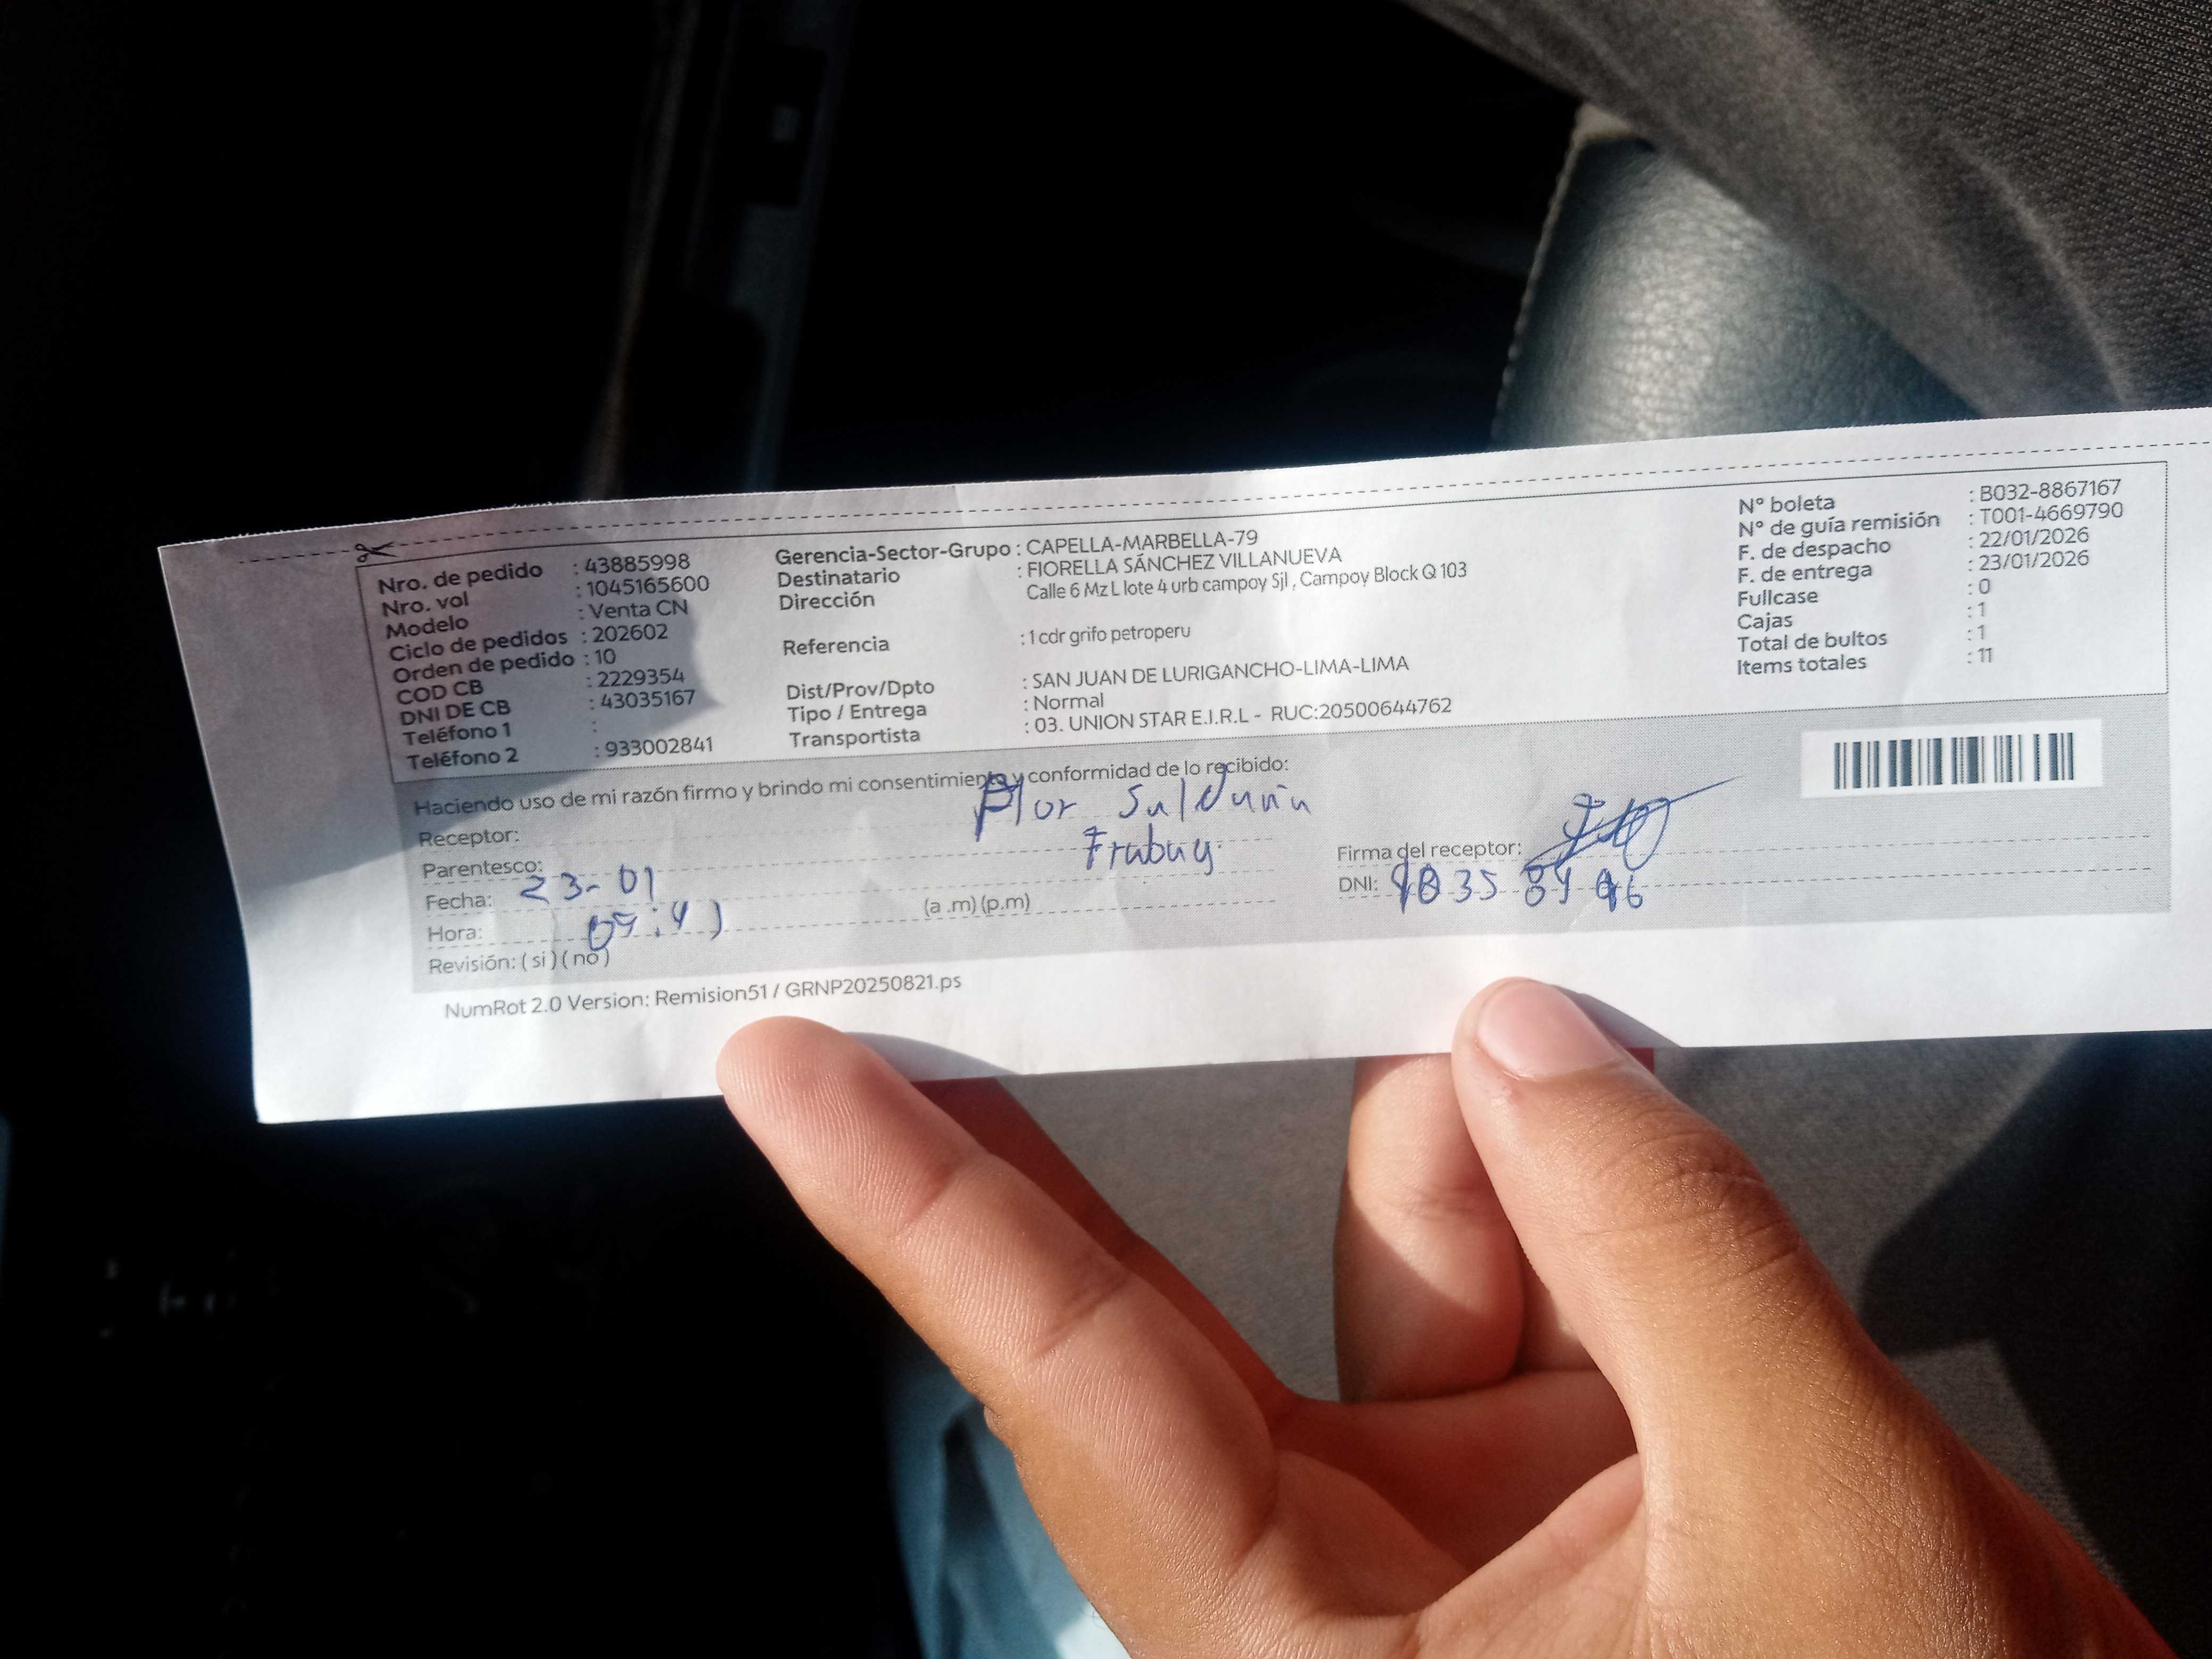 Nro. de pedido : 43885998
Nro. vol : 1045165600
Modelo : Venta CN
Ciclo de pedidos : 202602
Orden de pedido : 10
COD CB : 2229354
DNI DE CB : 43035167
Teléfono 1 :
Teléfono 2 : 933002841
Gerencia-Sector-Grupo : CAPELLA-MARBELLA-79
Destinatario : FIORELLA SÁNCHEZ VILLANUEVA
Dirección Calle 6 Mz L lote 4 urb campoy Sjl , Campoy Block Q 103
Referencia : 1 cdr grifo petroperu
Dist/Prov/Dpto : SAN JUAN DE LURIGANCHO-LIMA-LIMA
Tipo / Entrega : Normal
Transportista : 03. UNION STAR E.I.R.L - RUC:20500644762
N° boleta : B032-8867167
N° de guía remisión : T001-4669790
F. de despacho : 22/01/2026
F. de entrega : 23/01/2026
Fullcase : 0
Cajas : 1
Total de bultos : 1
Items totales : 11
Haciendo uso de mi razón firmo y brindo mi consentimiento y conformidad de lo recibido:
Receptor: Flor
Parentesco:
Fecha: 23-01
Hora: (a .m) (p.m)
Revisión: ( si ) ( no )
Firma del receptor:
DNI:
NumRot 2.0 Version: Remision51 / GRNP20250821.ps